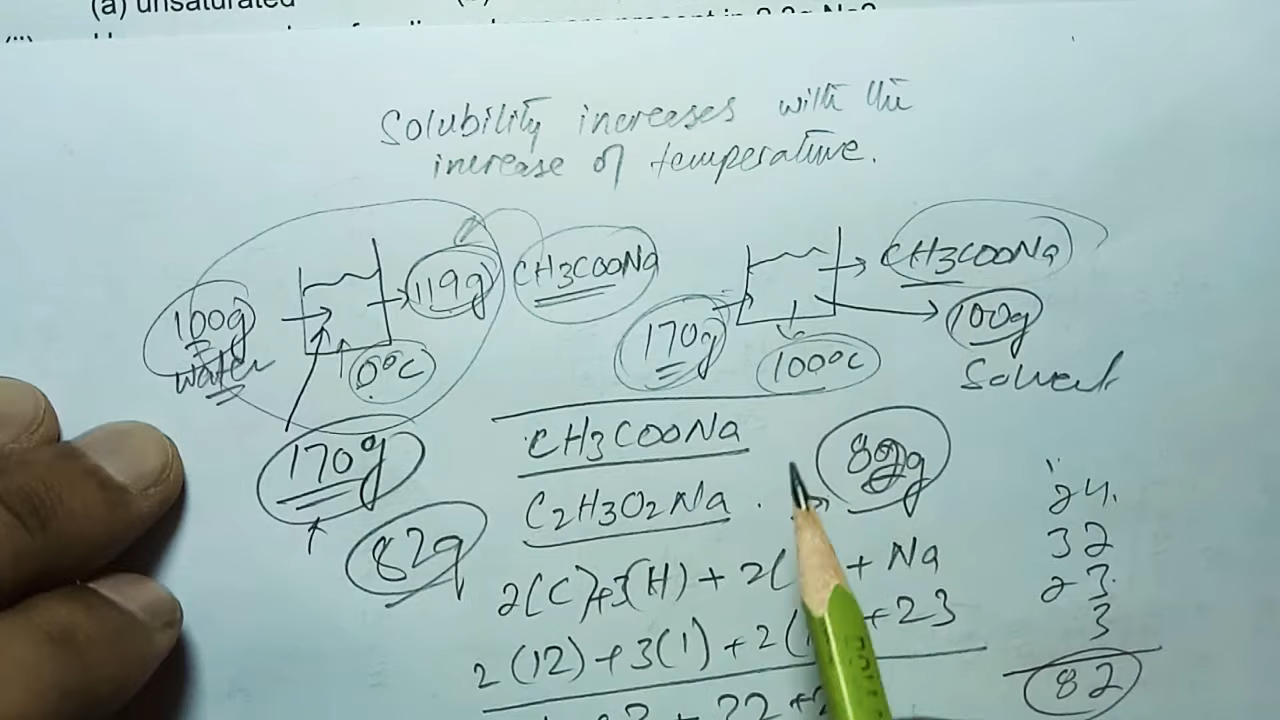 (a) unsaturated
Solubility increases with the
increase of temperature.
100g
water
119g
CH3COONa
0°C
170g
170g
100°C
CH3COONa
100g
Solvent
CH3COONa
C2H3O2Na
82g
82g
2(C)+3(H)+2( + Na
2(12)+3(1)+2( +23
24.
32
23
3
82